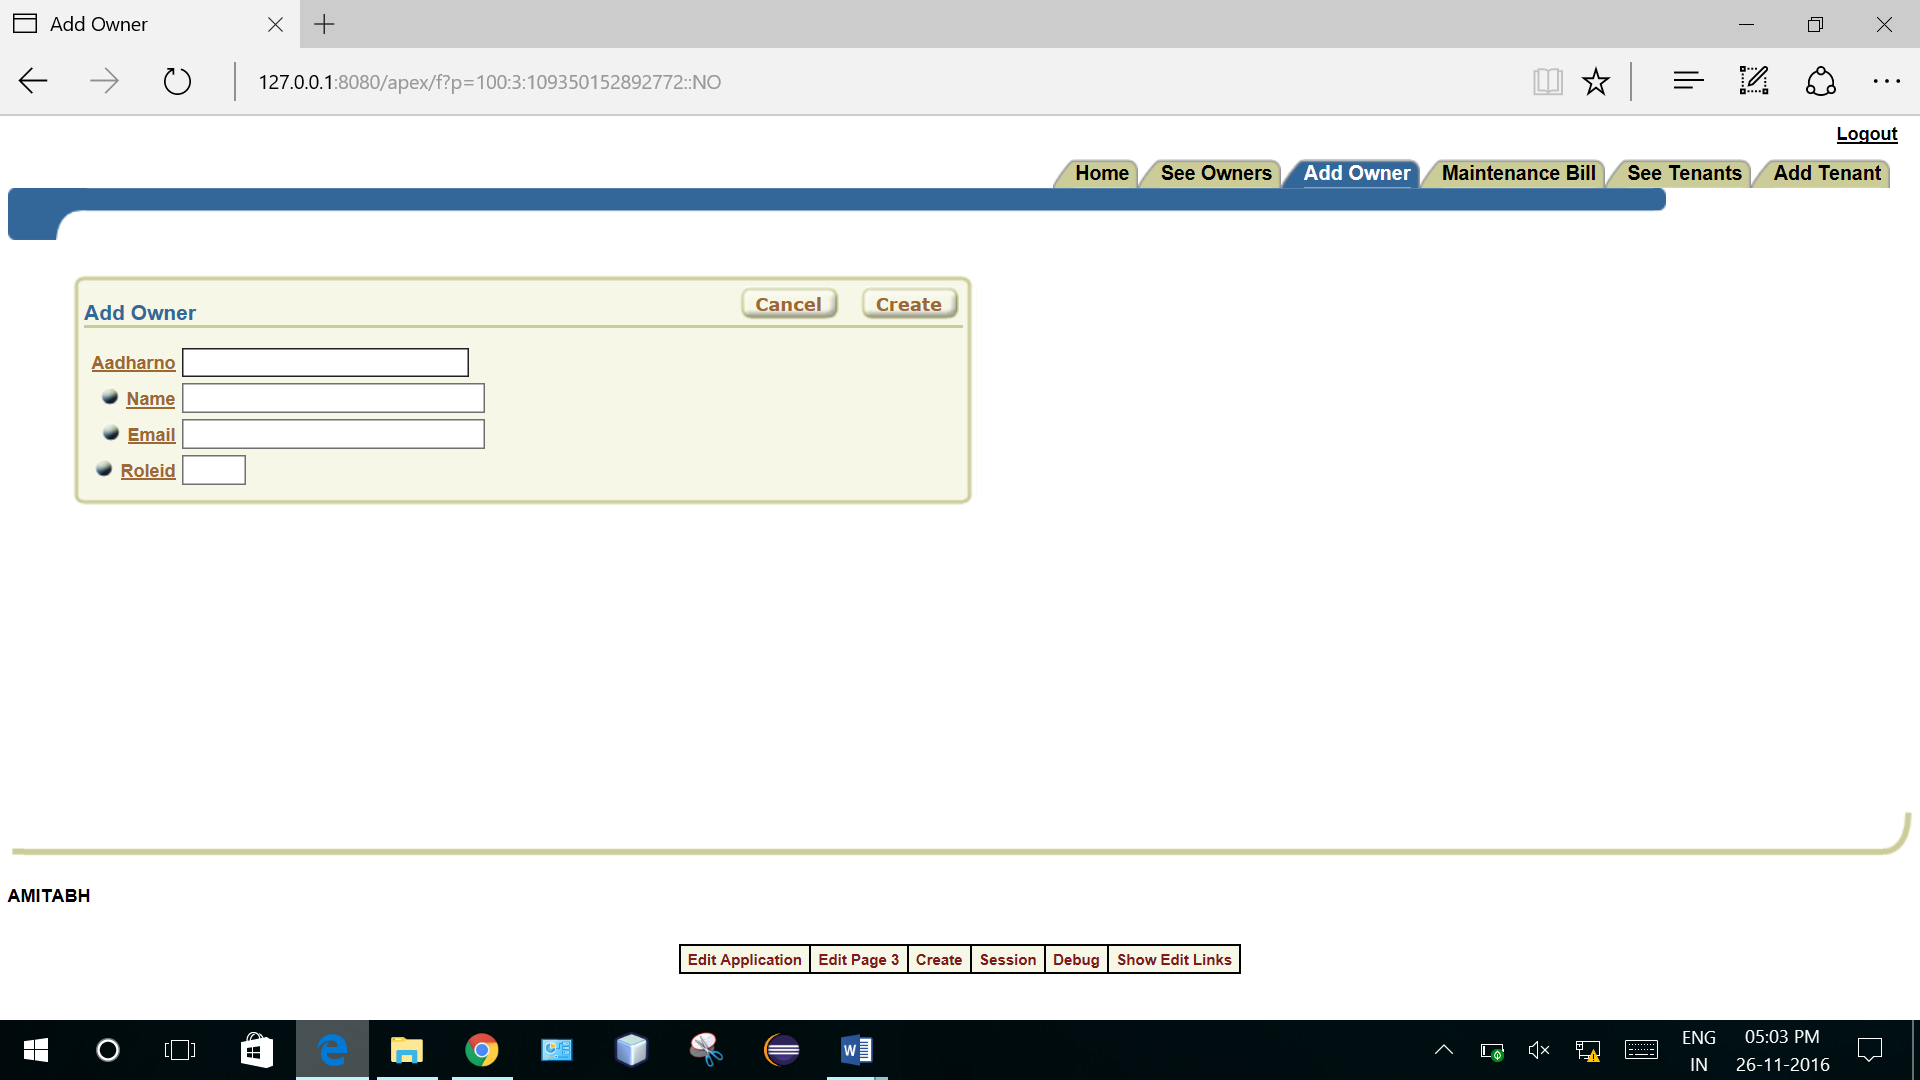 Add Owner
127.0.0.1:8080/apex/f?p=100:3:109350152892772::NO
Logout
Home See Owners Add Owner Maintenance Bill See Tenants Add Tenant
Add Owner Cancel Create
Aadharno
Name
Email
Roleid
AMITABH
Edit Application Edit Page 3 Create Session Debug Show Edit Links
ENG 05:03 PM
IN 26-11-2016